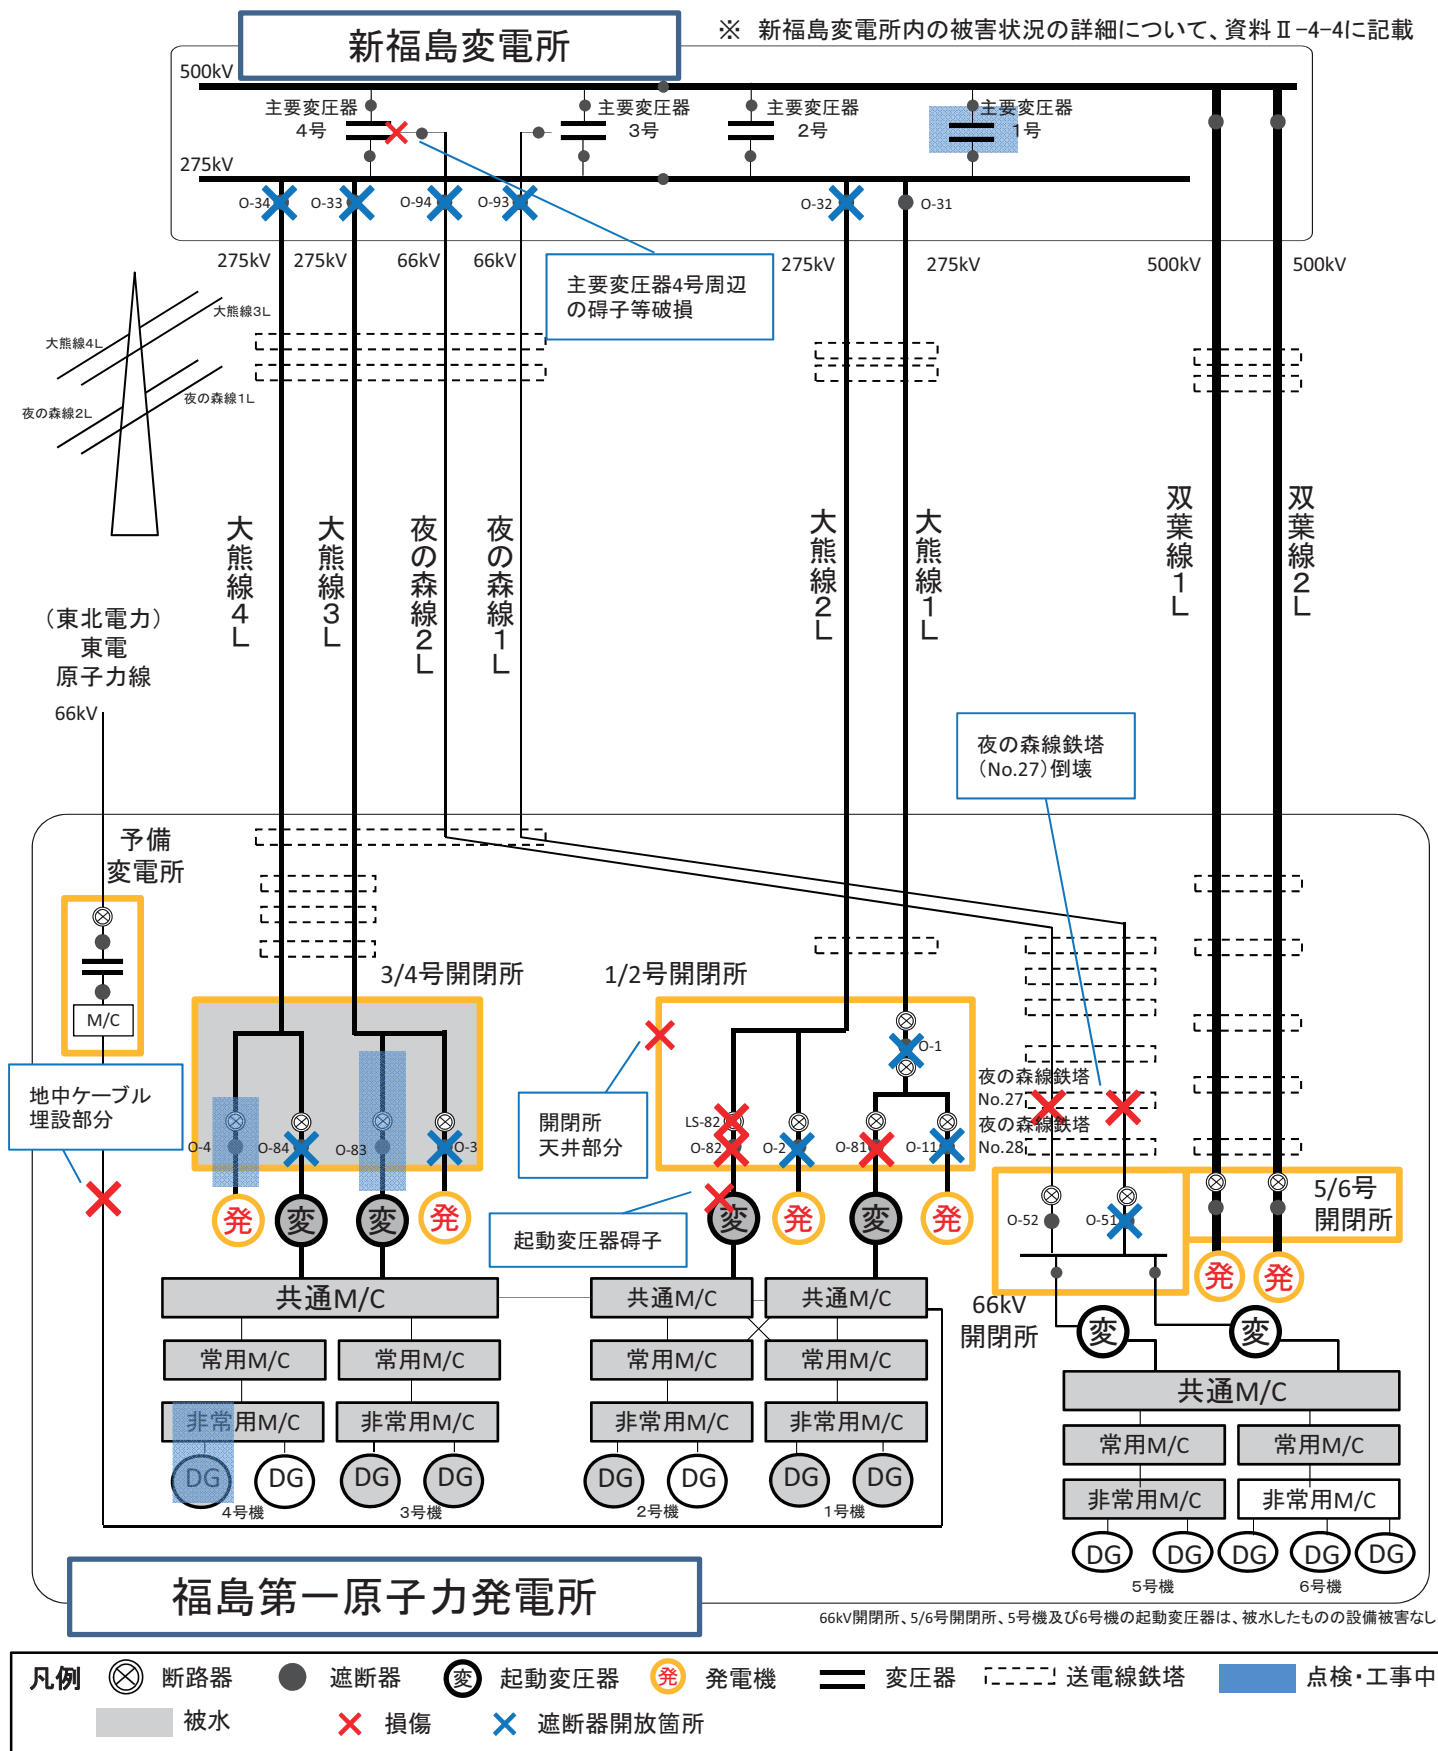 新福島変電所
※ 新福島変電所内の被害状況の詳細について、資料Ⅱ-4-4に記載
500kV
主要変圧器
4号
主要変圧器
3号
主要変圧器
2号
主要変圧器
1号
275kV
O-34
O-33
O-94
O-93
O-32
O-31
275kV
275kV
66kV
66kV
275kV
275kV
500kV
500kV
主要変圧器4号周辺
の碍子等破損
大熊線3L
大熊線4L
夜の森線1L
夜の森線2L
大熊線4L
大熊線3L
夜の森線2L
夜の森線1L
大熊線2L
大熊線1L
双葉線1L
双葉線2L
（東北電力）
東電
原子力線
66kV
夜の森線鉄塔
（No.27）倒壊
予備
変電所
M/C
3/4号開閉所
1/2号開閉所
地中ケーブル
埋設部分
開閉所
天井部分
O-1
夜の森線鉄塔
No.27
夜の森線鉄塔
No.28
LS-82
O-4
O-84
O-83
O-3
O-82
O-2
O-81
O-11
発
変
変
発
変
発
変
発
起動変圧器碍子
O-52
O-51
5/6号
開閉所
発
発
66kV
開閉所
変
変
共通M/C
共通M/C
共通M/C
常用M/C
常用M/C
常用M/C
常用M/C
非常用M/C
非常用M/C
非常用M/C
非常用M/C
DG
DG
DG
DG
DG
DG
DG
DG
4号機
3号機
2号機
1号機
共通M/C
常用M/C
常用M/C
非常用M/C
非常用M/C
DG
DG
DG
DG
DG
5号機
6号機
福島第一原子力発電所
66kV開閉所、5/6号開閉所、5号機及び6号機の起動変圧器は、被水したものの設備被害なし
凡例
断路器
遮断器
変
起動変圧器
発
発電機
変圧器
送電線鉄塔
点検・工事中
被水
損傷
遮断器開放箇所